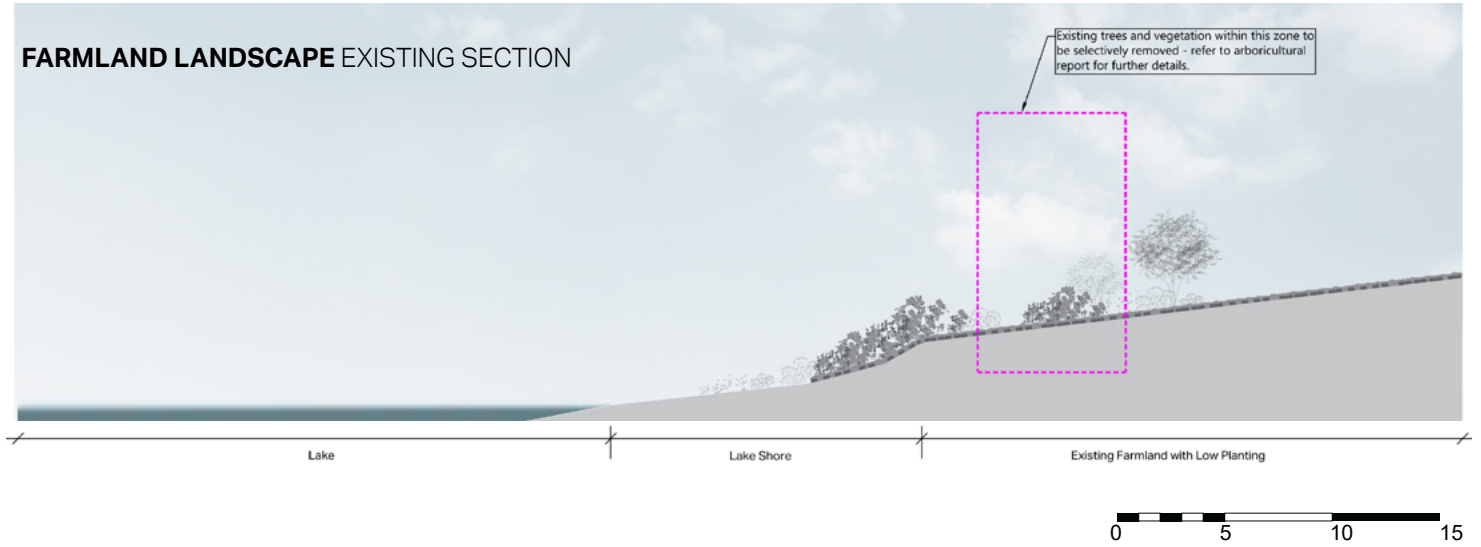 FARMLAND LANDSCAPE EXISTING SECTION
Existing trees and vegetation within this zone to
be selectively removed - refer to arboricultural
report for further details.
Lake
Lake Shore
Existing Farmland with Low Planting
0 5 10 15